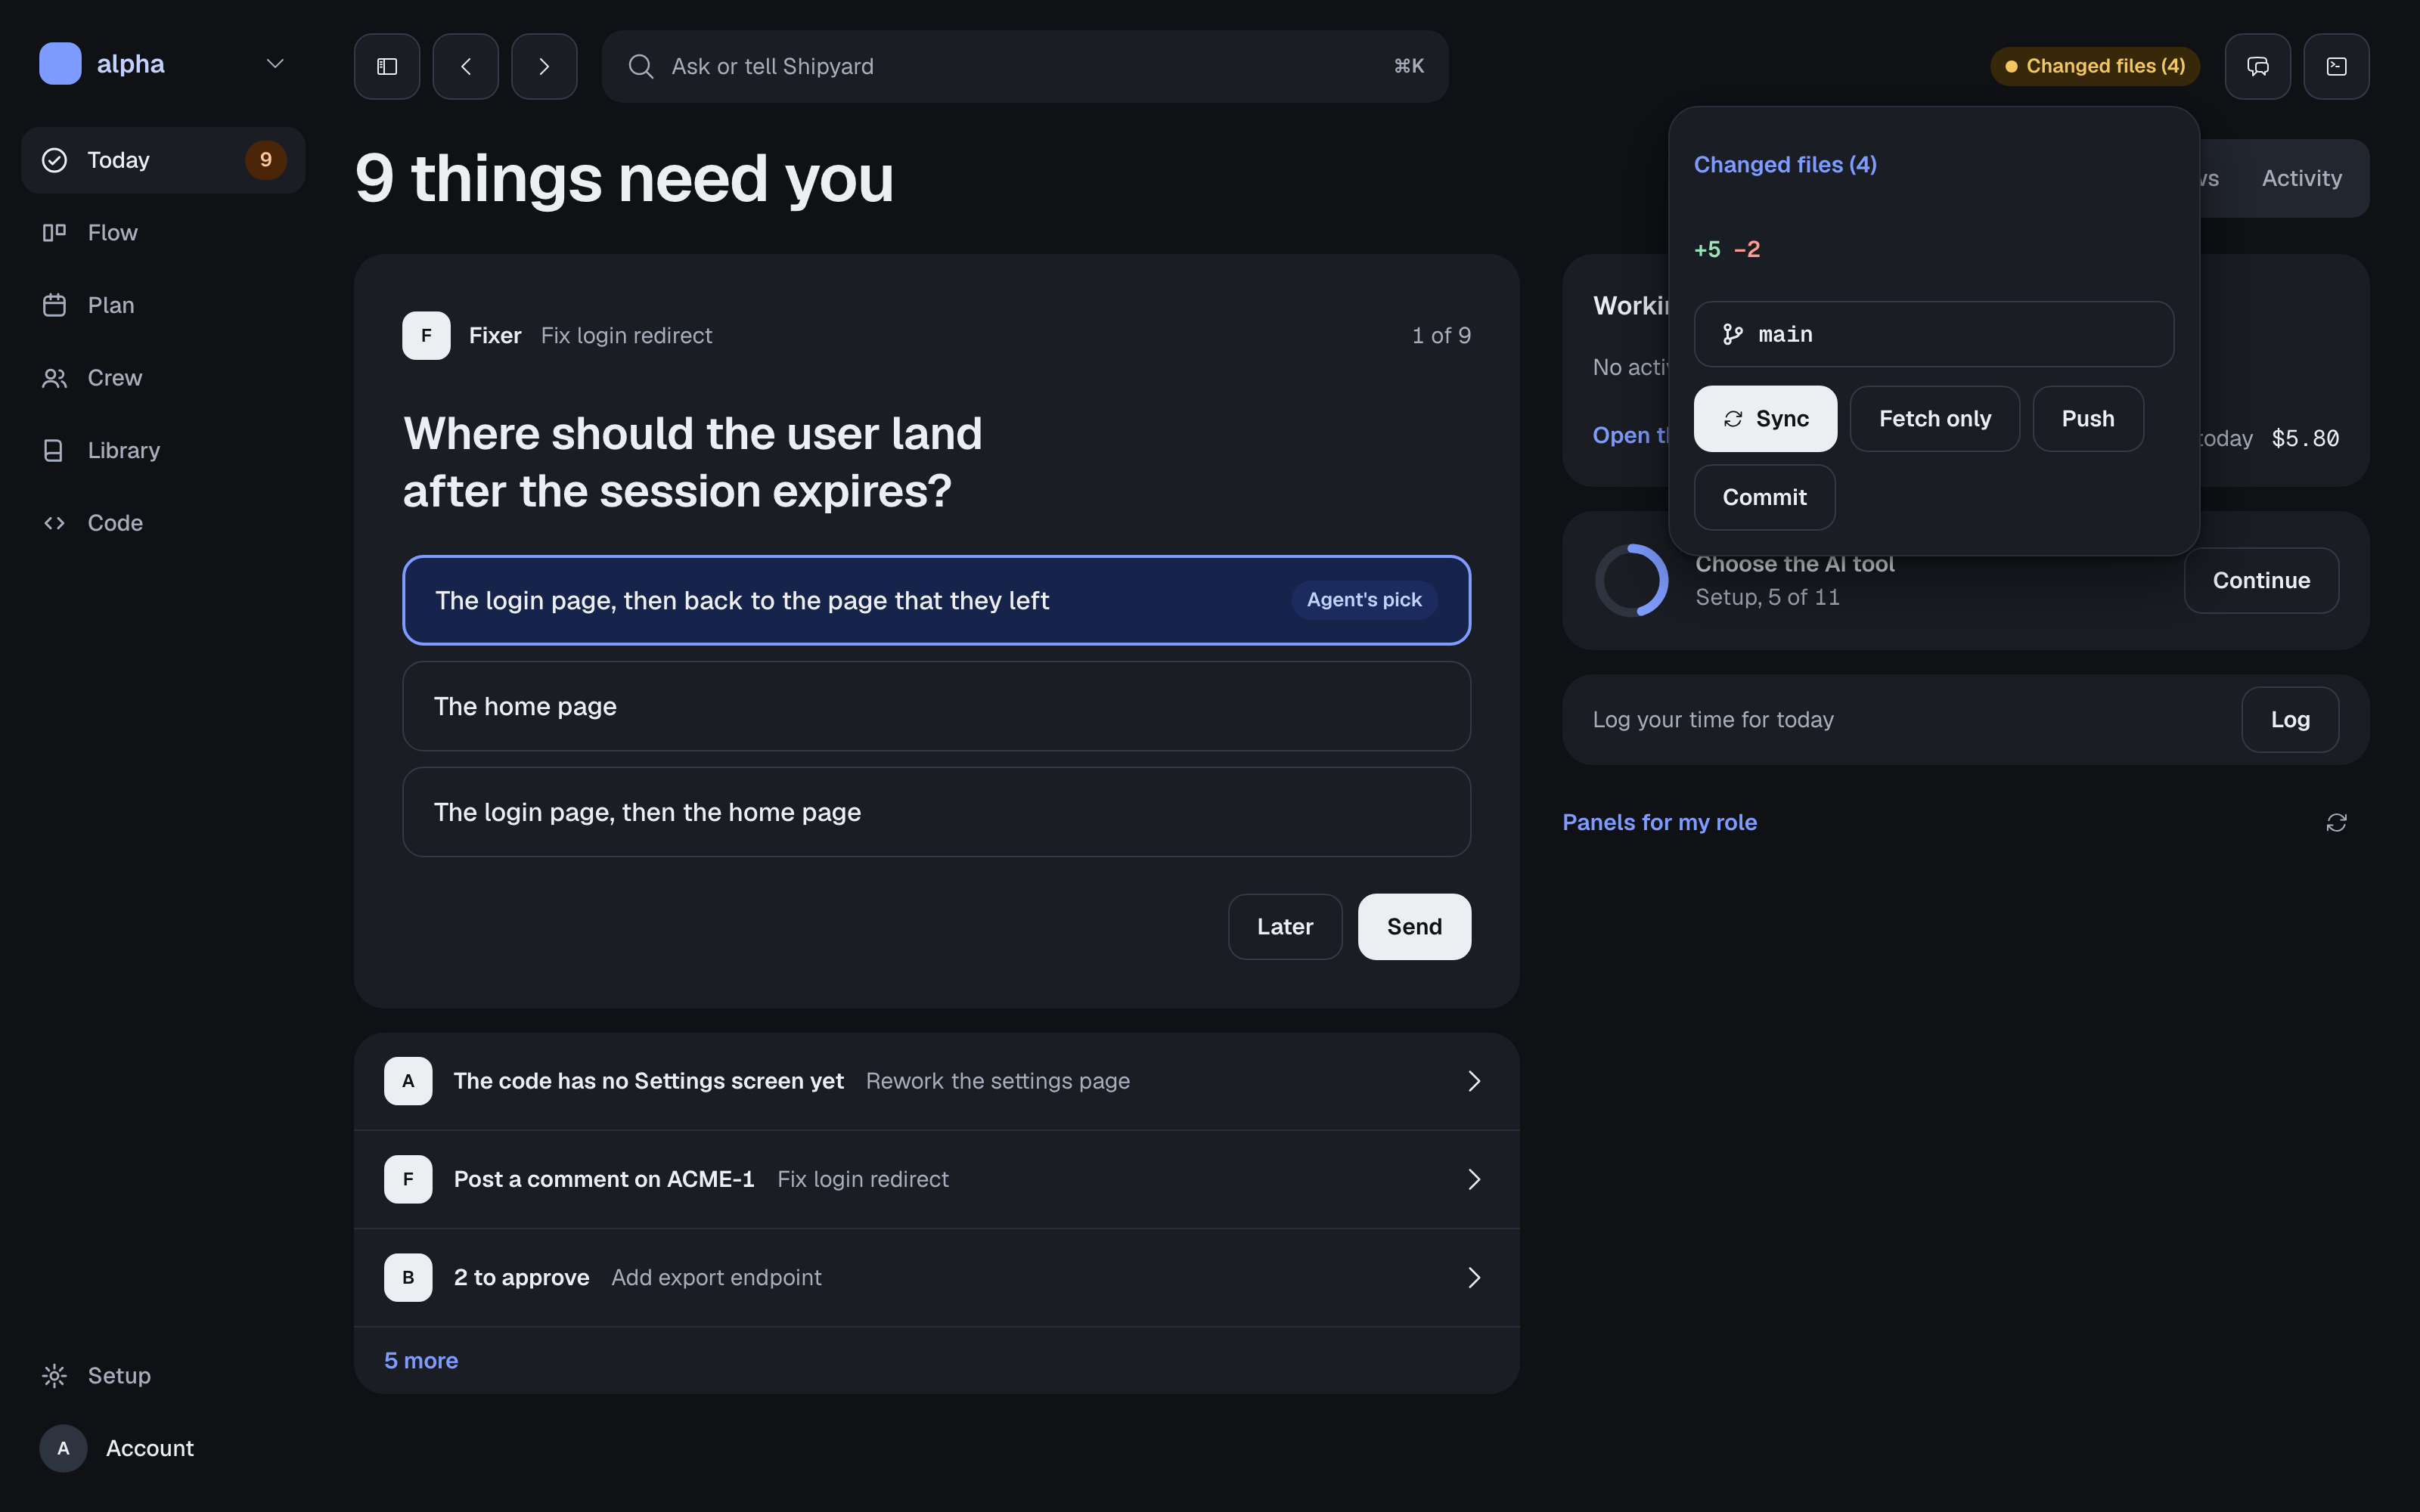 alpha
Ask or tell Shipyard
⌘K
Changed files (4)
Today
9
Flow
Plan
Crew
Library
Code
Setup
A
Account
9 things need you
Activity
Changed files (4)
+5 −2
main
Sync
Fetch only
Push
Commit
F
Fixer
Fix login redirect
1 of 9
Where should the user land
after the session expires?
The login page, then back to the page that they left
Agent's pick
The home page
The login page, then the home page
Later
Send
A
The code has no Settings screen yet
Rework the settings page
F
Post a comment on ACME-1
Fix login redirect
B
2 to approve
Add export endpoint
5 more
No
Open
today
$5.80
Choose the AI tool
Setup, 5 of 11
Continue
Log your time for today
Log
Panels for my role